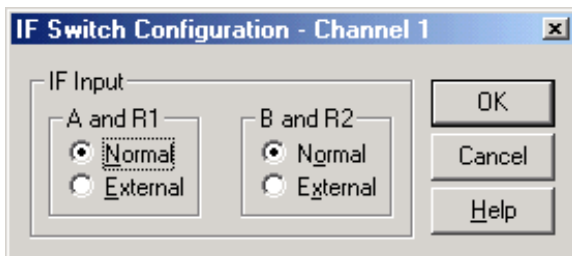 IF Switch Configuration - Channel 1
IF Input
A and R1
Normal
External
B and R2
Normal
External
OK
Cancel
Help